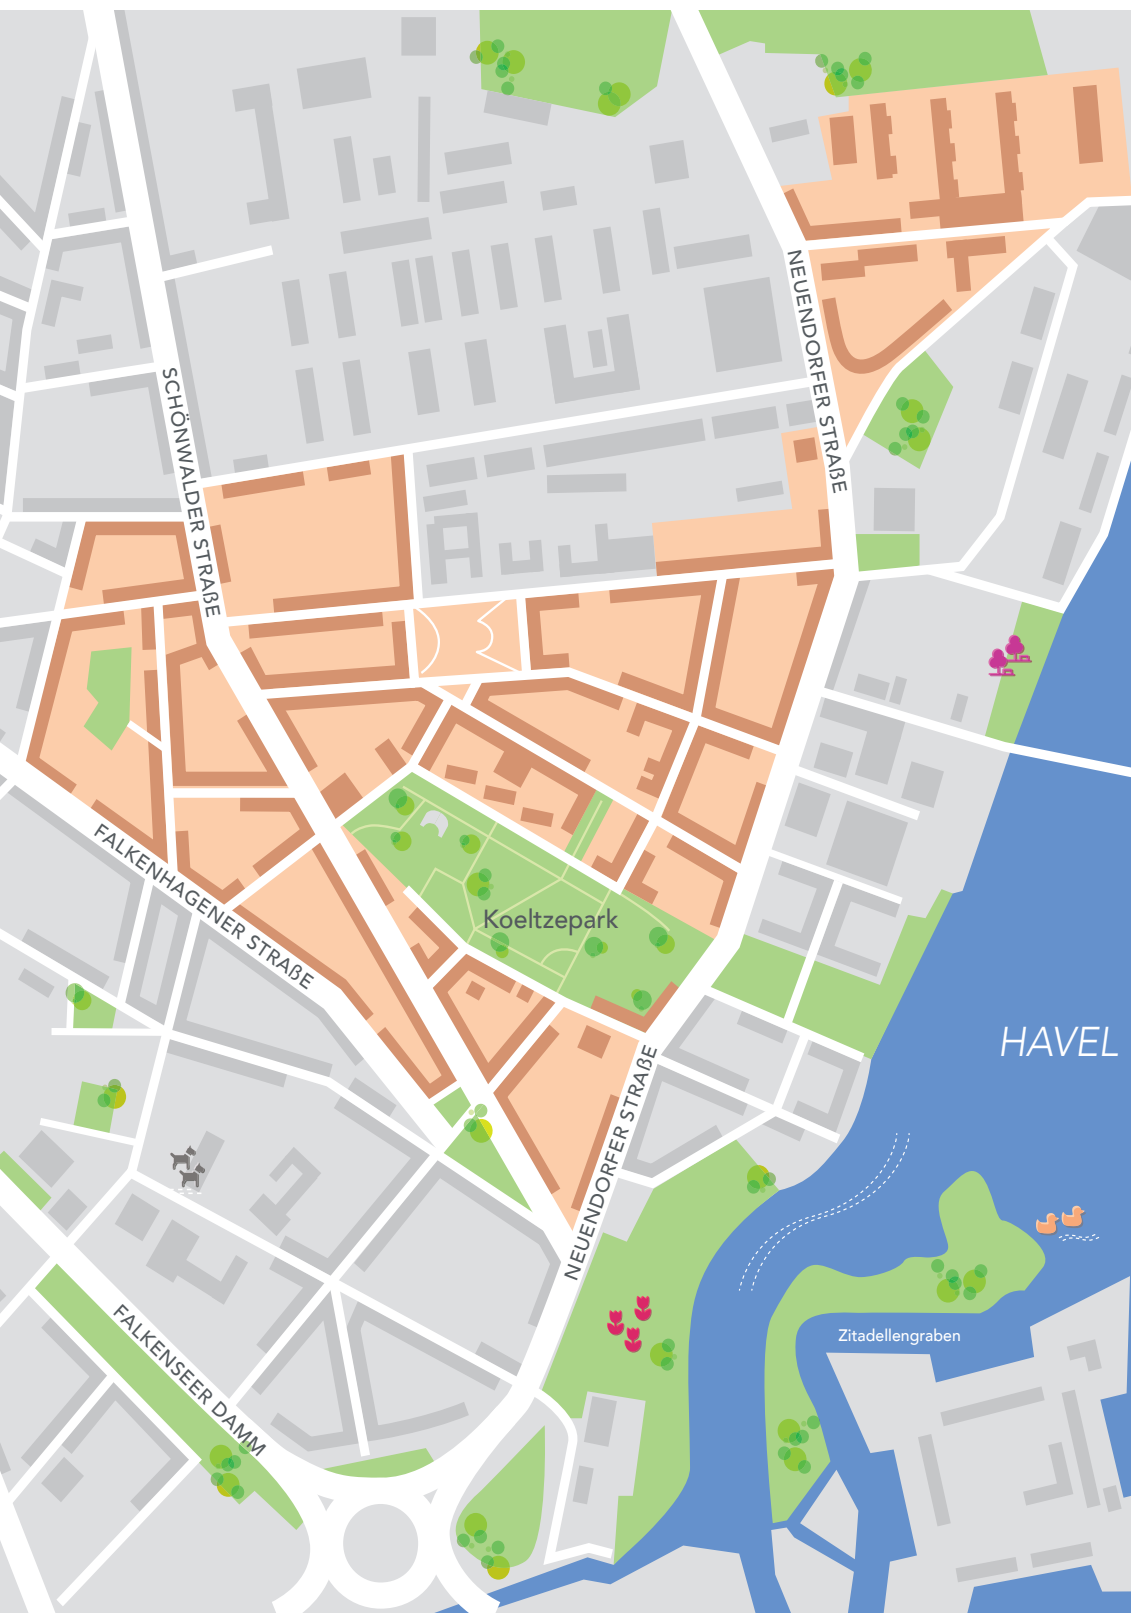 NEUENDORFER STRAßE
SCHÖNWALDER STRAßE
FALKENHAGENER STRAßE
Koeltzepark
HAVEL
NEUENDORFER STRAßE
Zitadellengraben
FALKENSEER DAMM